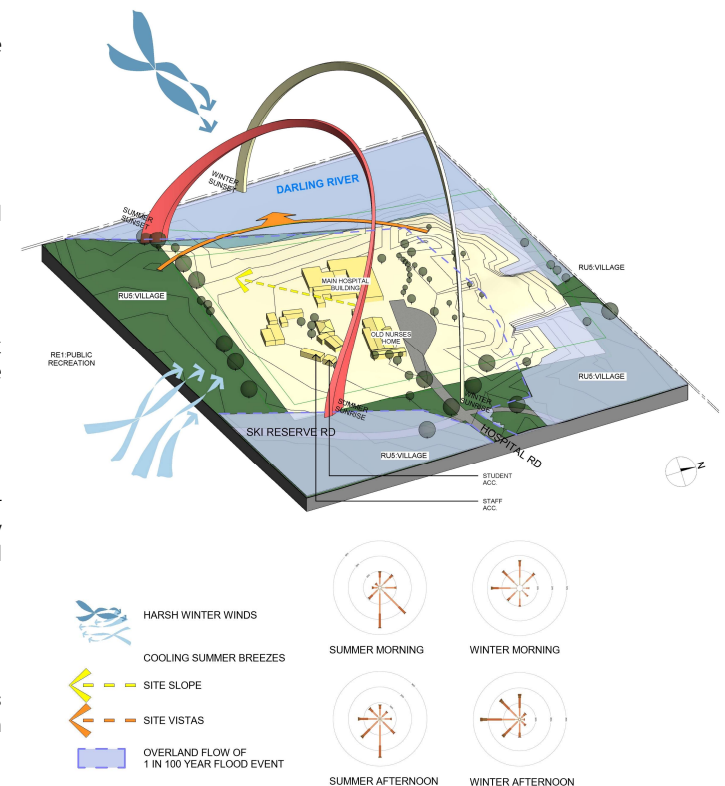 WINTER
SUNSET
DARLING RIVER
SUMMER
SUNSET
MAIN HOSPITAL
BUILDING
RU5:VILLAGE
RU5:VILLAGE
OLD NURSES
HOME
RE1:PUBLIC
RECREATION
RU5:VILLAGE
SUMMER
SUNRISE
WINTER
SUNRISE
SKI RESERVE RD
HOSPITAL RD
RU5:VILLAGE
N
STUDENT
ACC.
STAFF
ACC.
HARSH WINTER WINDS
COOLING SUMMER BREEZES
SITE SLOPE
SITE VISTAS
OVERLAND FLOW OF
1 IN 100 YEAR FLOOD EVENT
SUMMER MORNING
WINTER MORNING
SUMMER AFTERNOON
WINTER AFTERNOON